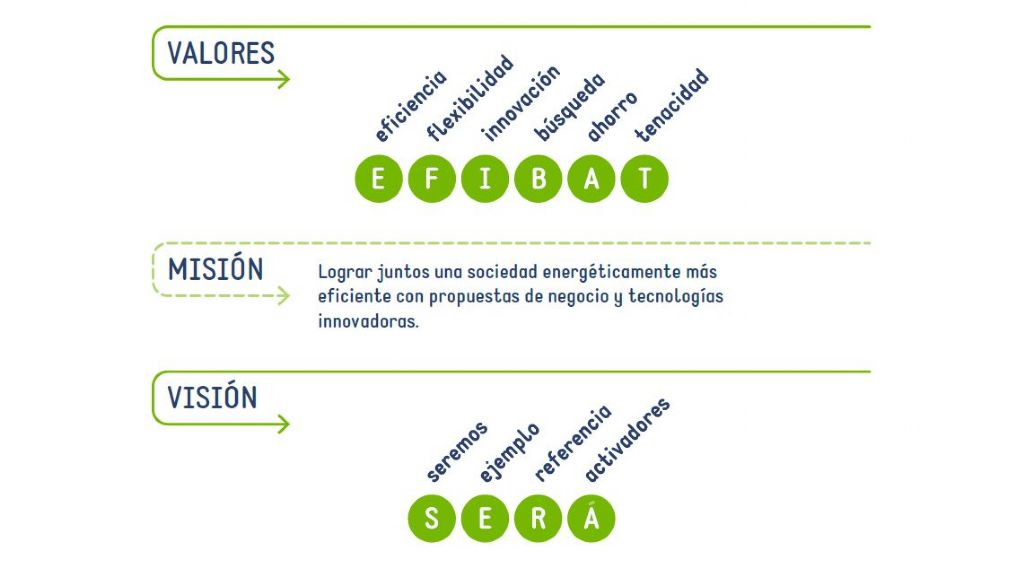 VALORES
eficiencia
flexibilidad
innovación
búsqueda
ahorro
tenacidad
E F I B A T
MISIÓN
Lograr juntos una sociedad energéticamente más
eficiente con propuestas de negocio y tecnologías
innovadoras.
VISIÓN
seremos
ejemplo
referencia
activadores
S E R Á